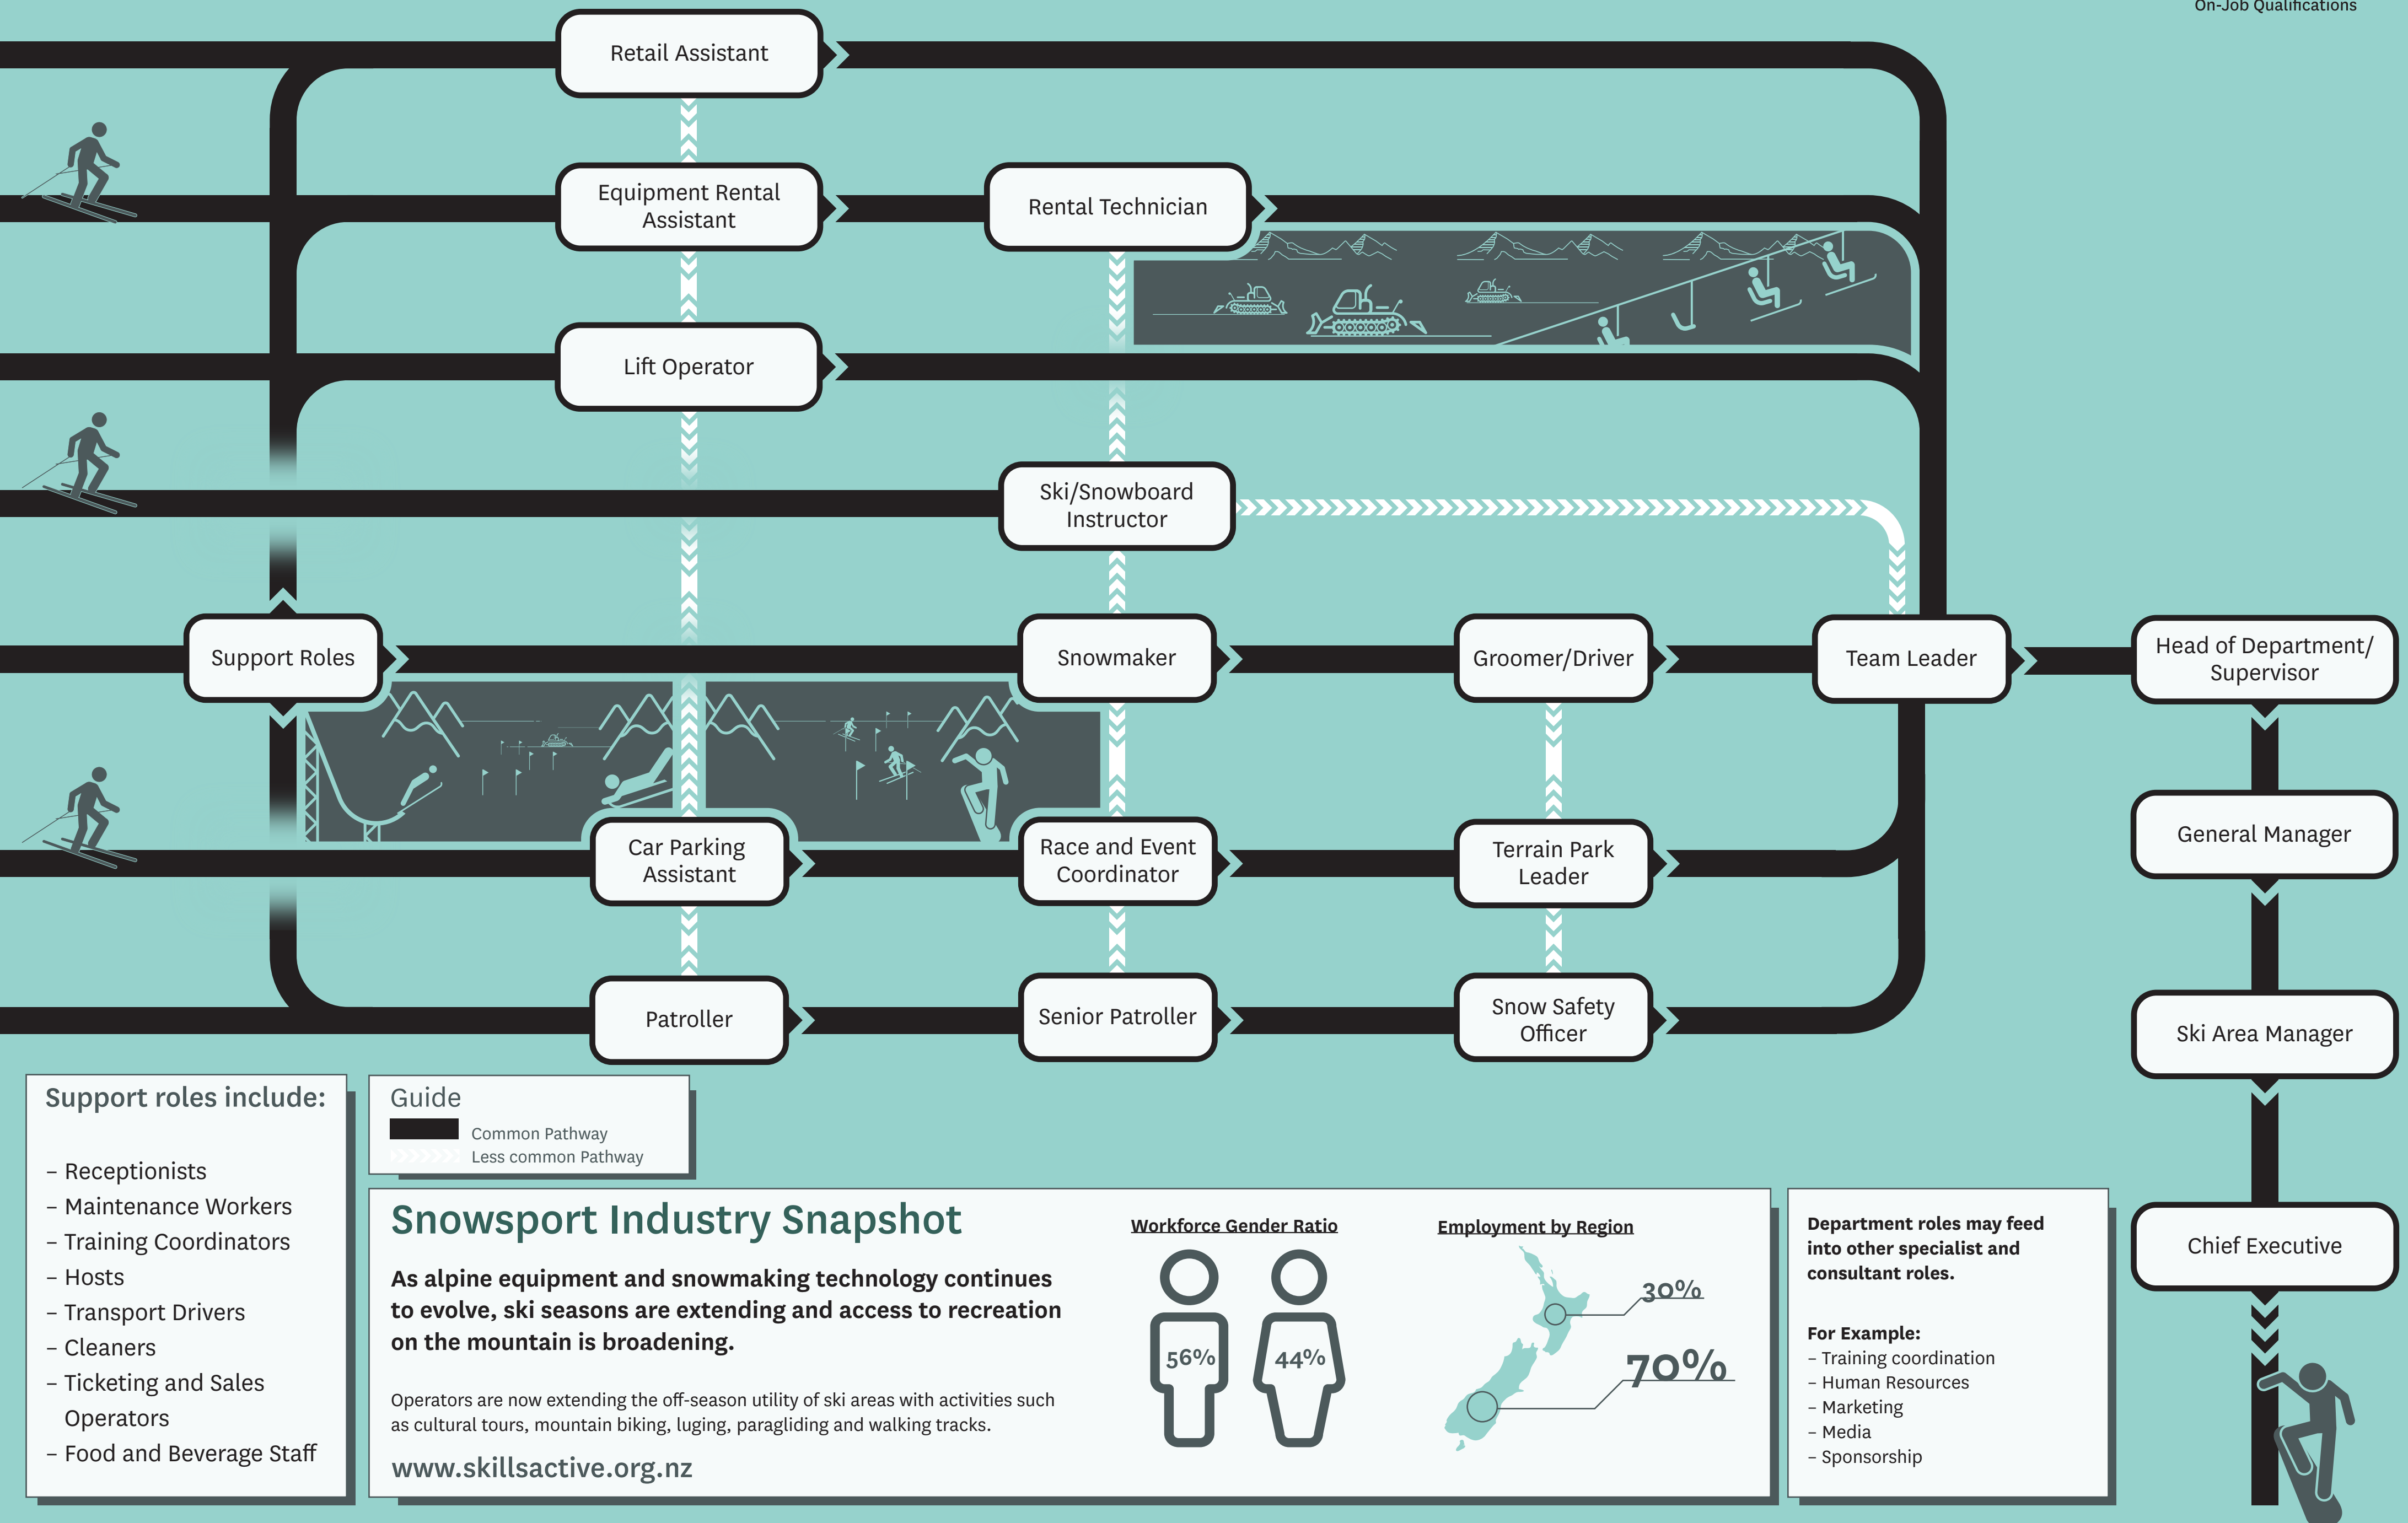 On-Job Qualifications
Retail Assistant
Equipment Rental
Assistant
Rental Technician
Lift Operator
Ski/Snowboard
Instructor
Support Roles
Snowmaker
Groomer/Driver
Team Leader
Head of Department/
Supervisor
Car Parking
Assistant
Race and Event
Coordinator
Terrain Park
Leader
General Manager
Patroller
Senior Patroller
Snow Safety
Officer
Ski Area Manager
Chief Executive
Support roles include:
– Receptionists
– Maintenance Workers
– Training Coordinators
– Hosts
– Transport Drivers
– Cleaners
– Ticketing and Sales
Operators
– Food and Beverage Staff
Guide
Common Pathway
Less common Pathway
Snowsport Industry Snapshot
As alpine equipment and snowmaking technology continues
to evolve, ski seasons are extending and access to recreation
on the mountain is broadening.
Operators are now extending the off-season utility of ski areas with activities such
as cultural tours, mountain biking, luging, paragliding and walking tracks.
www.skillsactive.org.nz
Workforce Gender Ratio
56%
44%
Employment by Region
30%
70%
Department roles may feed
into other specialist and
consultant roles.
For Example:
– Training coordination
– Human Resources
– Marketing
– Media
– Sponsorship